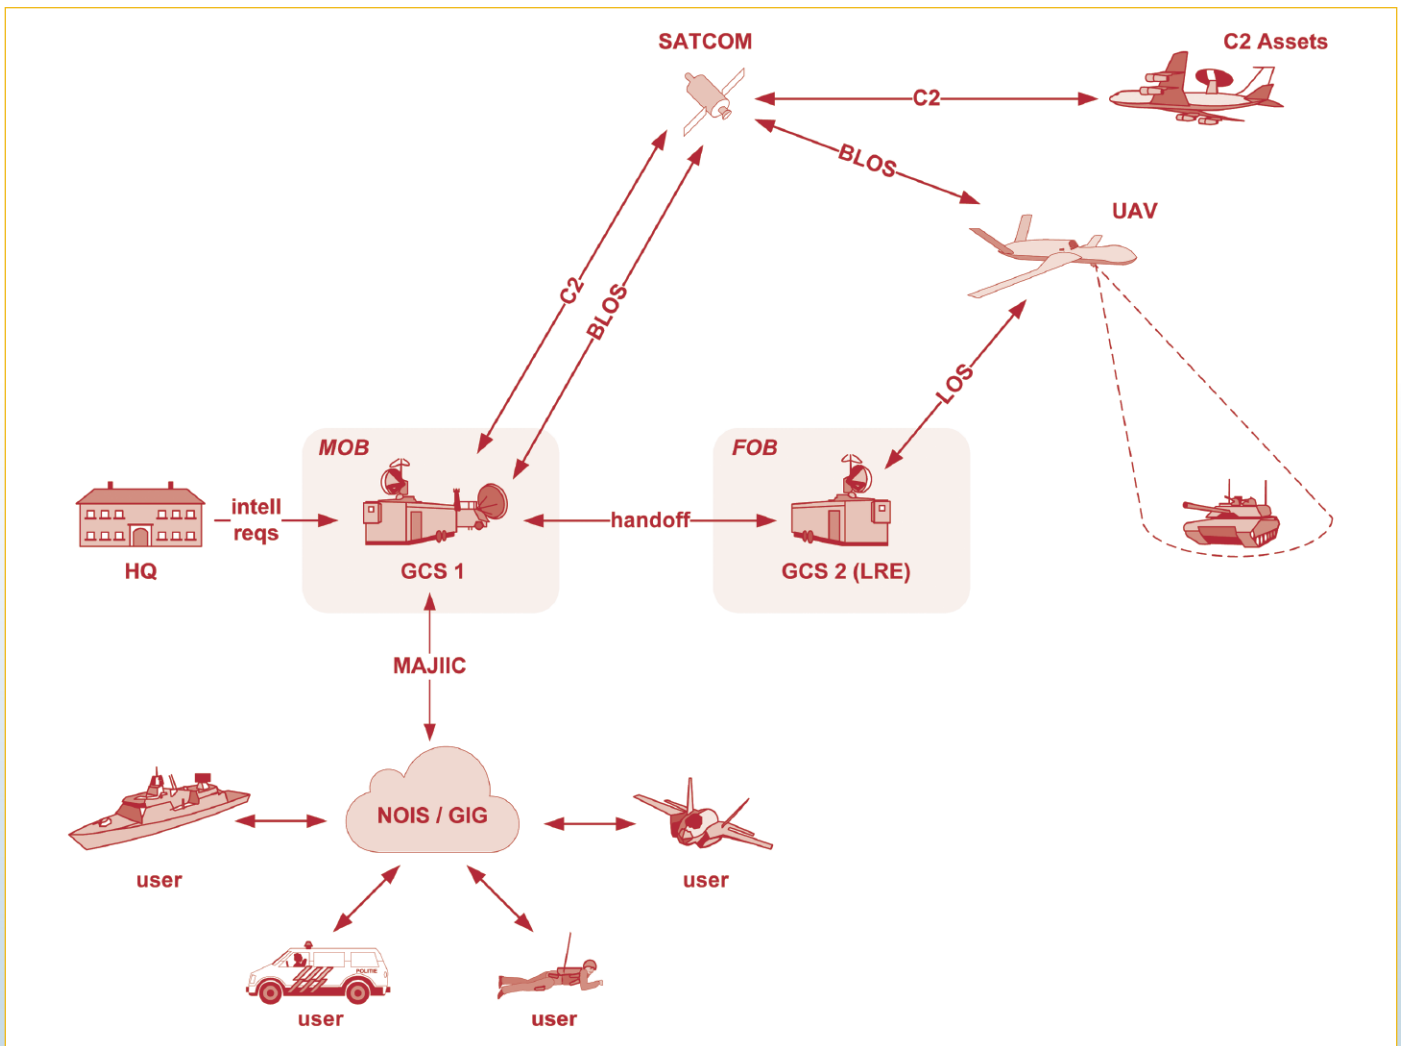 SATCOM
C2 Assets
C2
BLOS
UAV
C2
BLOS
LOS
MOB
FOB
intell
reqs
handoff
HQ
GCS 1
GCS 2 (LRE)
MAJIIC
NOIS / GIG
user
user
POLITIE
user
user